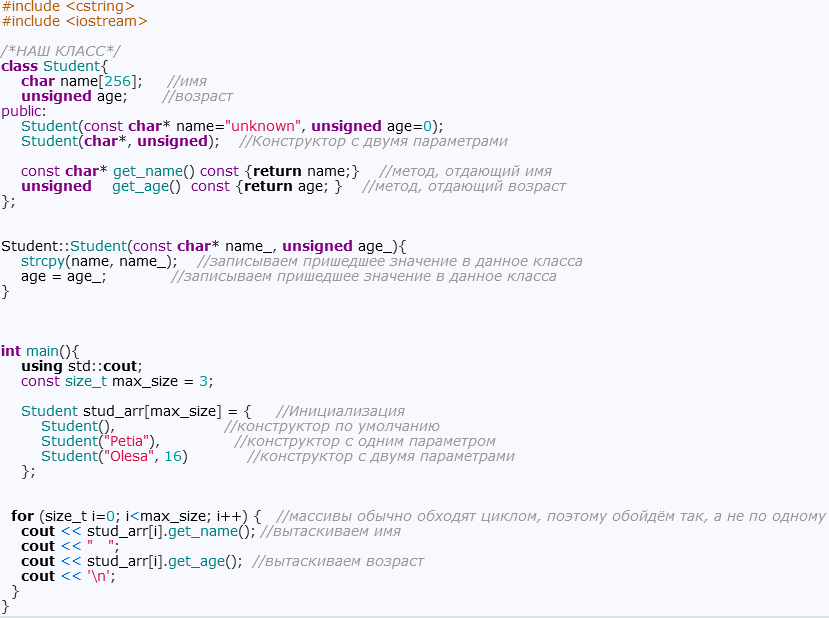 #include <cstring>
#include <iostream>
/*НАШ КЛАСС*/
class Student{
    char name[256];     //имя
    unsigned age;       //возраст
public:
    Student(const char* name="unknown", unsigned age=0);
    Student(char*, unsigned);    //Конструктор с двумя параметрами
    const char* get_name() const {return name;}    //метод, отдающий имя
    unsigned    get_age()  const {return age; }    //метод, отдающий возраст
};
Student::Student(const char* name_, unsigned age_){
    strcpy(name, name_);    //записываем пришедшее значение в данное класса
    age = age_;             //записываем пришедшее значение в данное класса
}
int main(){
    using std::cout;
    const size_t max_size = 3;
    Student stud_arr[max_size] = {     //Инициализация
        Student(),                      //конструктор по умолчанию
        Student("Petia"),               //конструктор с одним параметром
        Student("Olesa", 16)            //конструктор с двумя параметрами
    };
  for (size_t i=0; i<max_size; i++) {   //массивы обычно обходят циклом, поэтому обойдём так, а не по одному
    cout << stud_arr[i].get_name(); //вытаскиваем имя
    cout << "   ";
    cout << stud_arr[i].get_age();  //вытаскиваем возраст
    cout << '\n';
  }
}